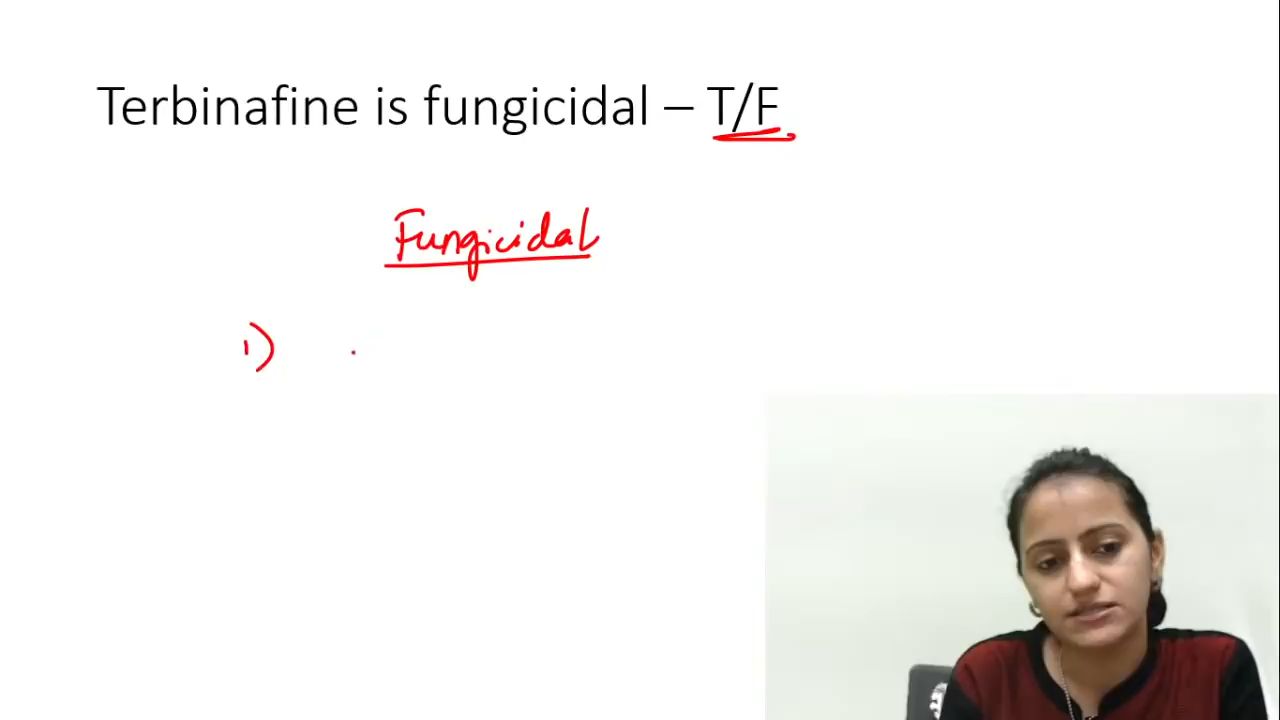 Terbinafine is fungicidal – T/F
Fungicidal
1)